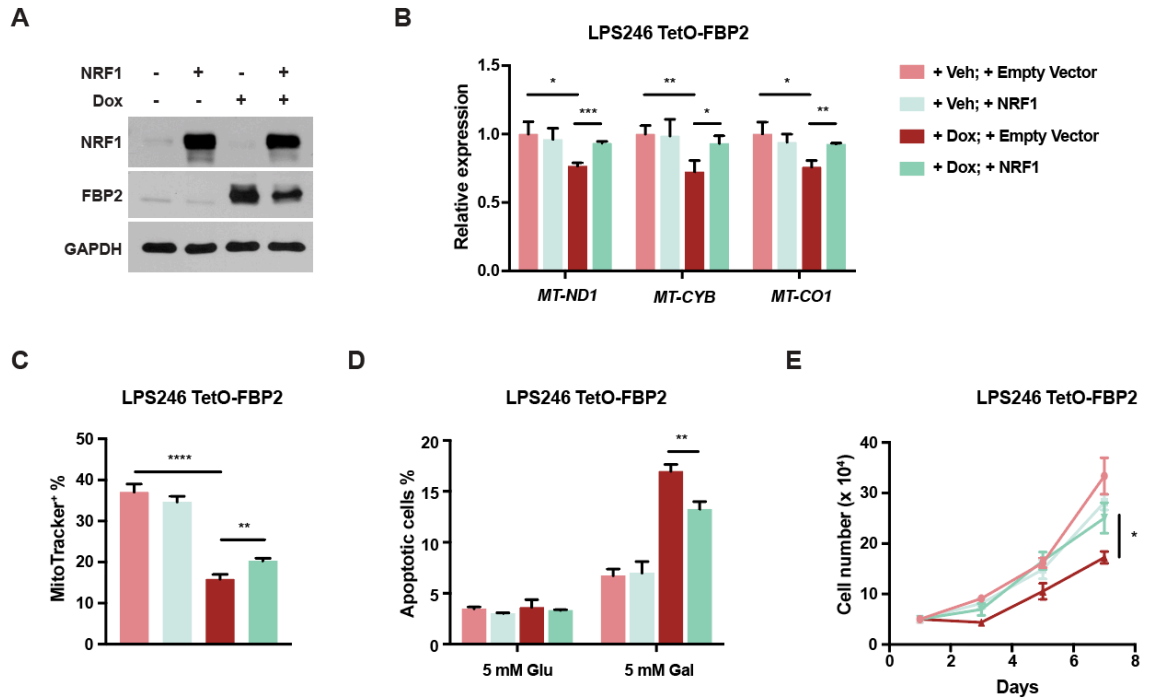 A
NRF1 - + - +
Dox - - + +
NRF1
FBP2
GAPDH
B
LPS246 TetO-FBP2
Relative expression
1.5
1.0
0.5
0.0
* ** *
*** * **
MT-ND1 MT-CYB MT-CO1
+ Veh; + Empty Vector
+ Veh; + NRF1
+ Dox; + Empty Vector
+ Dox; + NRF1
C
LPS246 TetO-FBP2
MitoTracker⁺ %
50
40
30
20
10
0
****
**
D
LPS246 TetO-FBP2
Apoptotic cells %
20
15
10
5
0
**
5 mM Glu 5 mM Gal
E
LPS246 TetO-FBP2
Cell number (x 10⁴)
40
30
20
10
0
*
0 2 4 6 8
Days